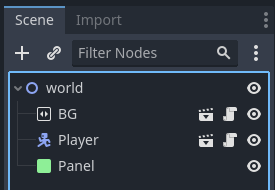 Scene Import
Filter Nodes
world
BG
Player
Panel